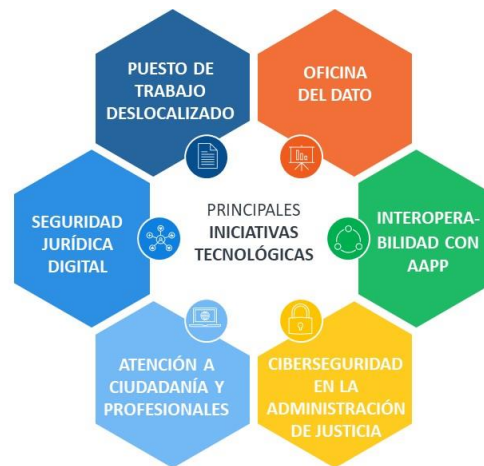 PUESTO DE
TRABAJO
DESLOCALIZADO
OFICINA
DEL DATO
SEGURIDAD
JURÍDICA
DIGITAL
PRINCIPALES
INICIATIVAS
TECNOLÓGICAS
INTEROPERA-
BILIDAD CON
AAPP
ATENCIÓN A
CIUDADANÍA Y
PROFESIONALES
CIBERSEGURIDAD
EN LA
ADMINISTRACIÓN
DE JUSTICIA